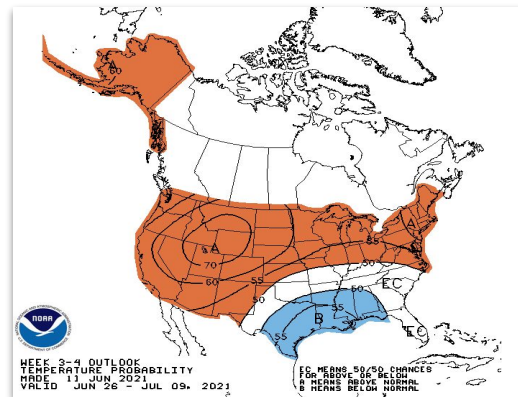 A
60
A
70
60
55
50
A
55
50
EC
50
55
B
55
EC
NOAA
WEEK 3-4 OUTLOOK
TEMPERATURE PROBABILITY
MADE 11 JUN 2021
VALID JUN 26 - JUL 09, 2021
EC MEANS 50/50 CHANCES
FOR ABOVE OR BELOW
A MEANS ABOVE NORMAL
B MEANS BELOW NORMAL